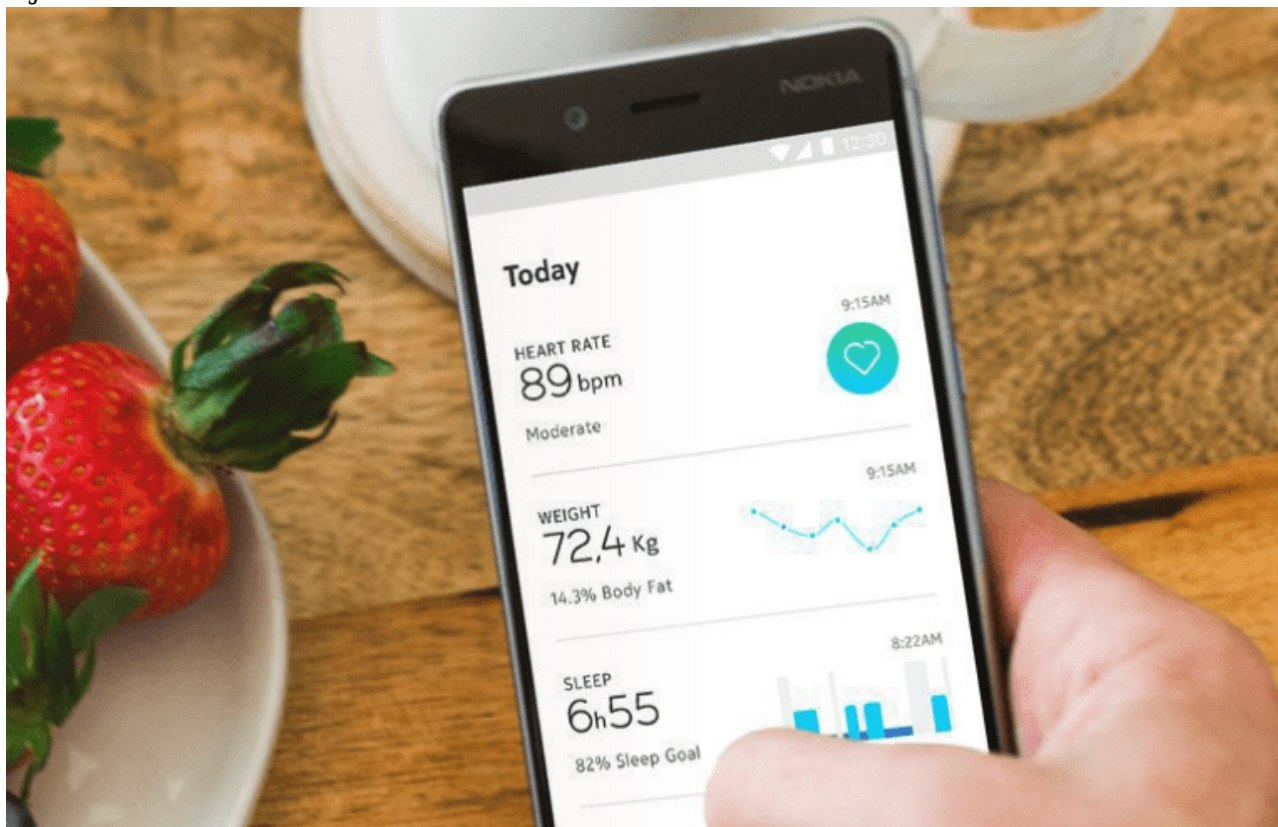 NOKIA
12:30
Today
9:15AM
HEART RATE
89 bpm
Moderate
9:15AM
WEIGHT
72,4 Kg
14.3% Body Fat
8:22AM
SLEEP
6h55
82% Sleep Goal